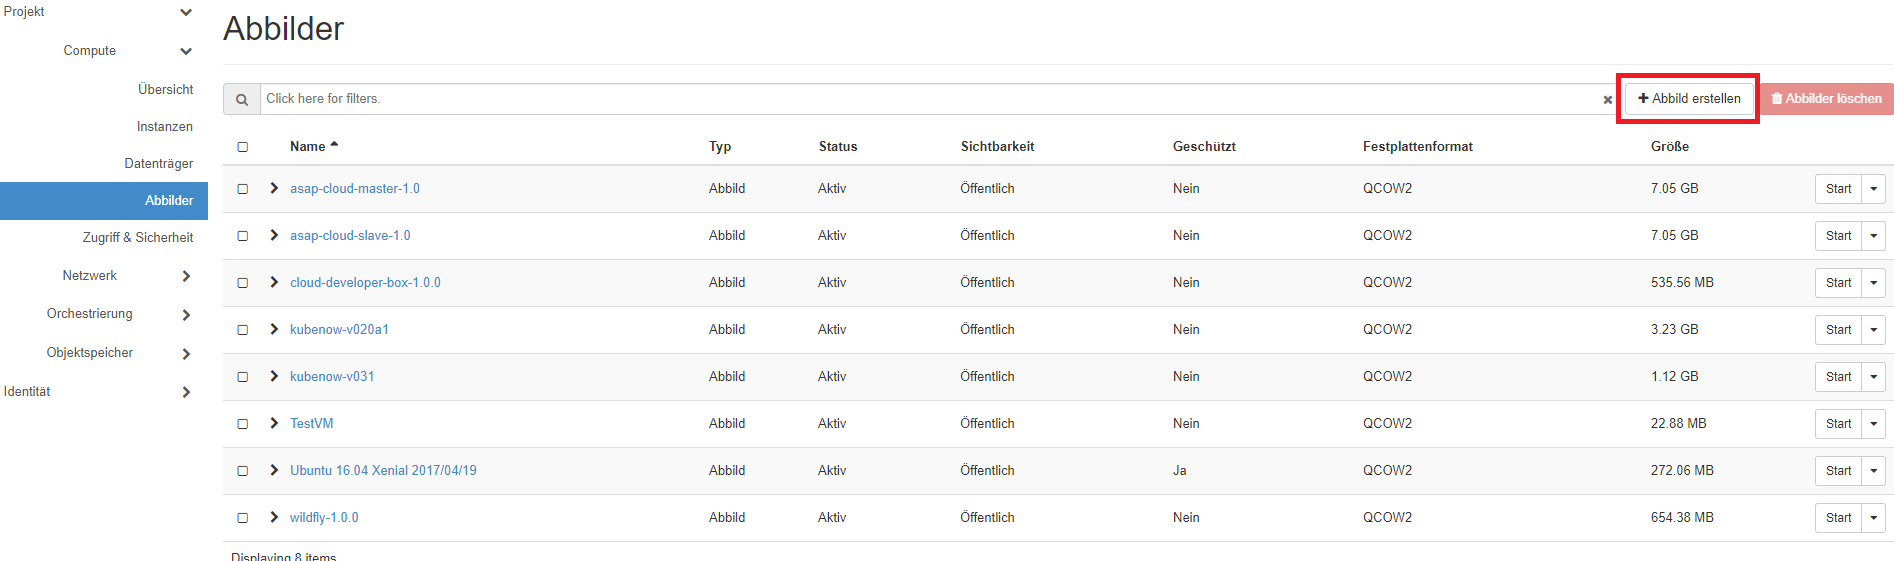 Projekt
Compute
Übersicht
Instanzen
Datenträger
Abbilder
Zugriff & Sicherheit
Netzwerk
Orchestrierung
Objektspeicher
Identität
Abbilder
Click here for filters.
Abbild erstellen
Abbilder löschen
Name Typ Status Sichtbarkeit Geschützt Festplattenformat Größe
asap-cloud-master-1.0 Abbild Aktiv Öffentlich Nein QCOW2 7.05 GB Start
asap-cloud-slave-1.0 Abbild Aktiv Öffentlich Nein QCOW2 7.05 GB Start
cloud-developer-box-1.0.0 Abbild Aktiv Öffentlich Nein QCOW2 535.56 MB Start
kubenow-v020a1 Abbild Aktiv Öffentlich Nein QCOW2 3.23 GB Start
kubenow-v031 Abbild Aktiv Öffentlich Nein QCOW2 1.12 GB Start
TestVM Abbild Aktiv Öffentlich Nein QCOW2 22.88 MB Start
Ubuntu 16.04 Xenial 2017/04/19 Abbild Aktiv Öffentlich Ja QCOW2 272.06 MB Start
wildfly-1.0.0 Abbild Aktiv Öffentlich Nein QCOW2 654.38 MB Start
Displaying 8 items